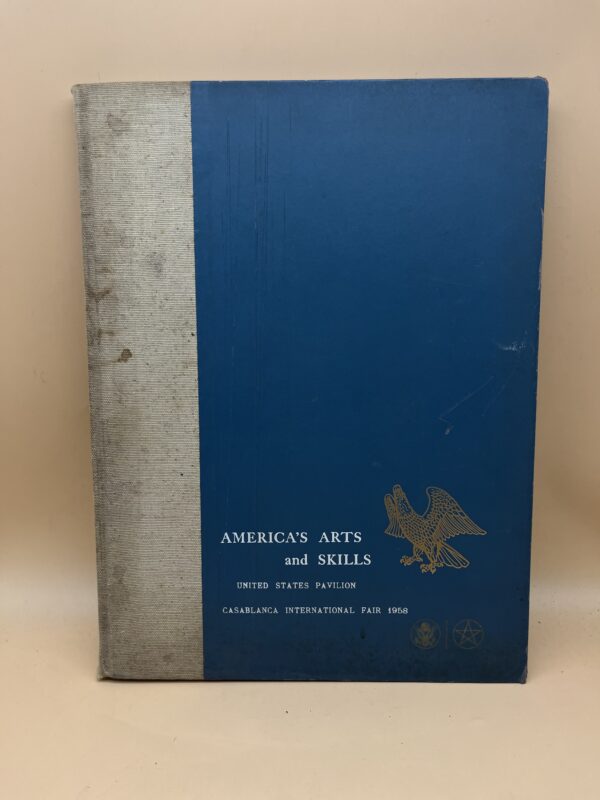 AMERICA'S ARTS
and SKILLS
UNITED STATES PAVILION
CASABLANCA INTERNATIONAL FAIR 1958